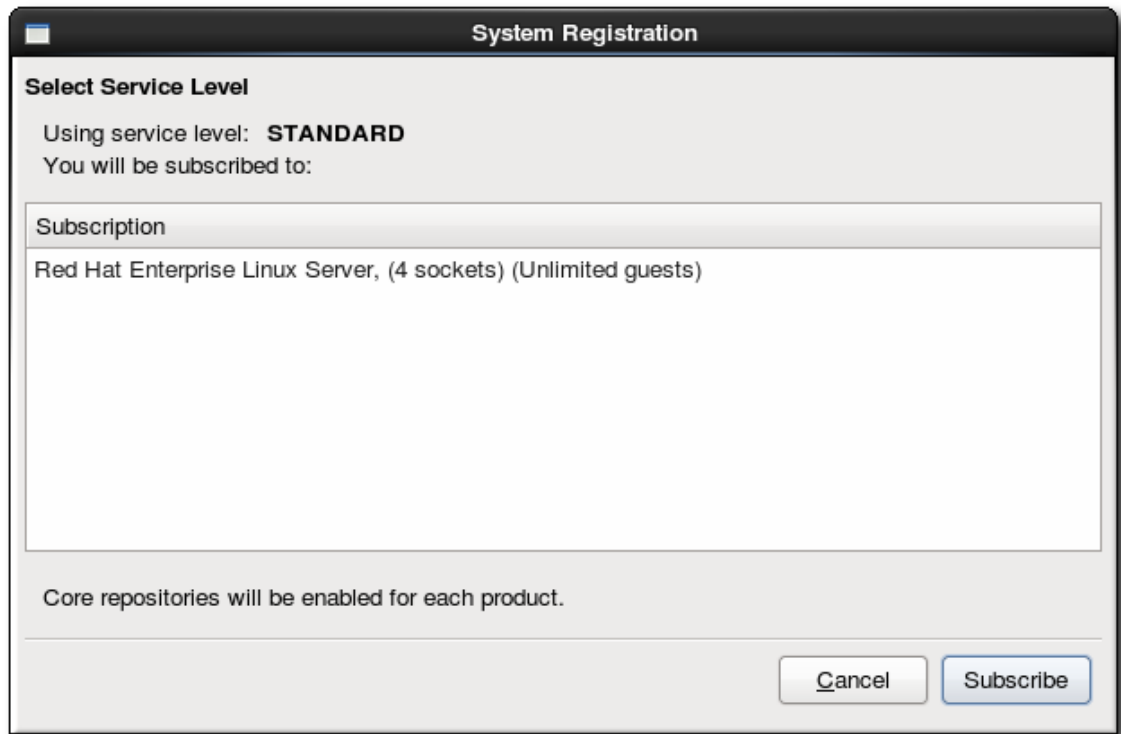 System Registration
Select Service Level
Using service level: STANDARD
You will be subscribed to:
Subscription
Red Hat Enterprise Linux Server, (4 sockets) (Unlimited guests)
Core repositories will be enabled for each product.
Cancel Subscribe